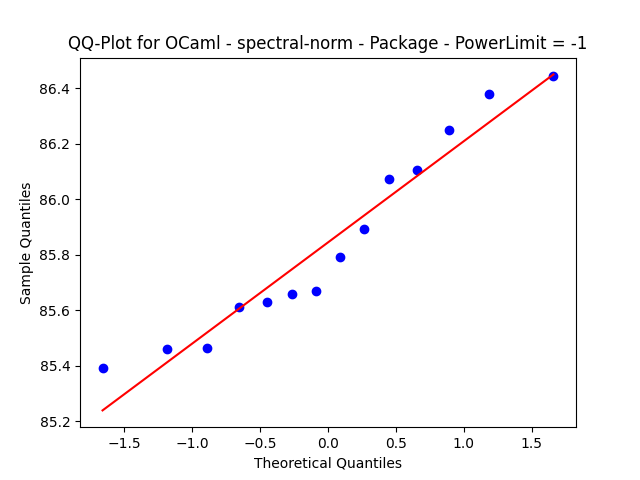 QQ-Plot for OCaml - spectral-norm - Package - PowerLimit = -1
86.4
86.2
86.0
85.8
85.6
85.4
85.2
Sample Quantiles
−1.5 −1.0 −0.5 0.0 0.5 1.0 1.5
Theoretical Quantiles